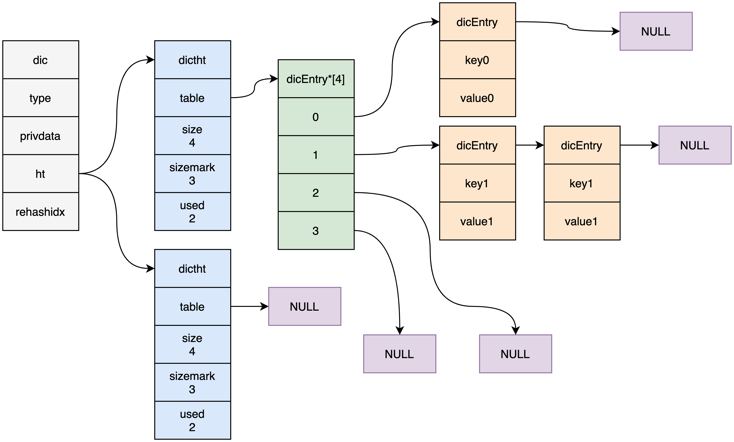 dic
type
privdata
ht
rehashidx
dictht
table
size
4
sizemark
3
used
2
dictht
table
size
4
sizemark
3
used
2
NULL
dicEntry*[4]
0
1
2
3
dicEntry
key0
value0
NULL
dicEntry
key1
value1
dicEntry
key1
value1
NULL
NULL
NULL